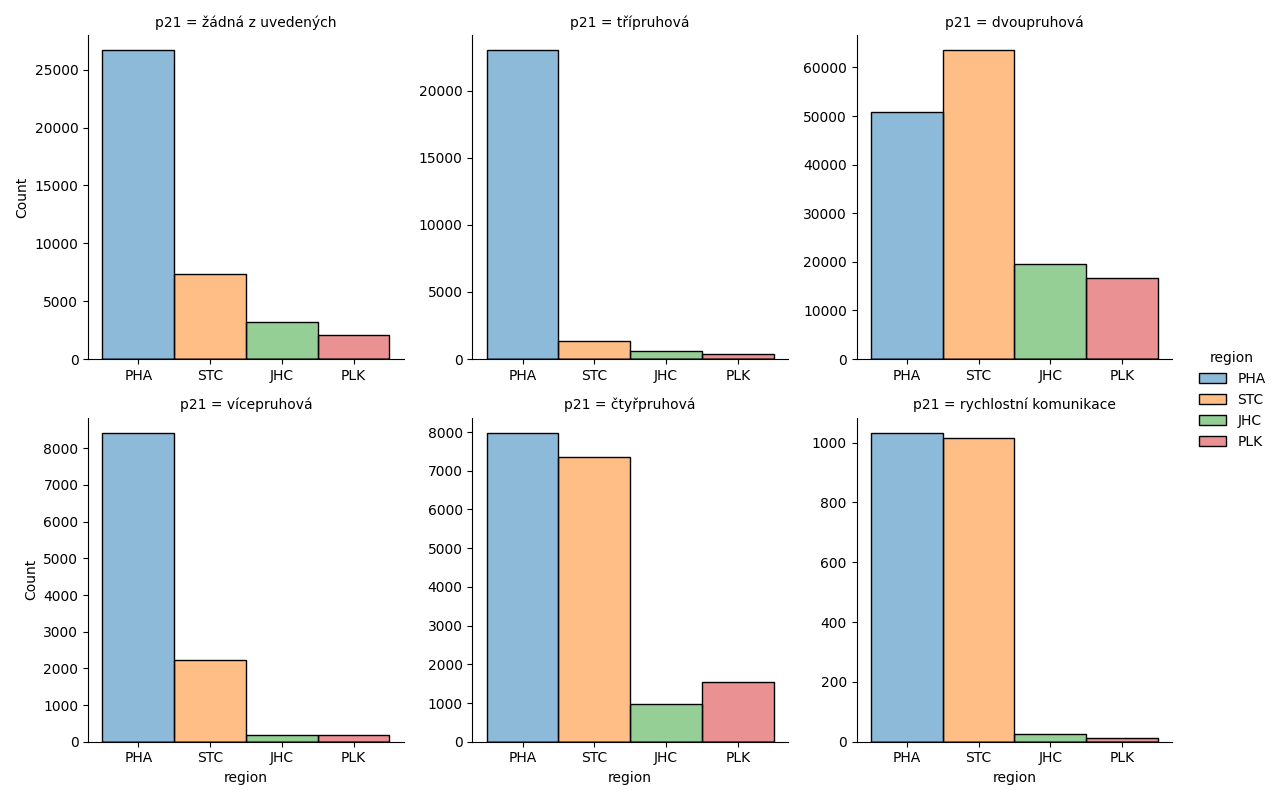 p21 = žádná z uvedených
p21 = třípruhová
p21 = dvoupruhová
Count
25000
20000
15000
10000
5000
0
PHA STC JHC PLK
20000
15000
10000
5000
0
PHA STC JHC PLK
60000
50000
40000
30000
20000
10000
0
PHA STC JHC PLK
region
PHA
STC
JHC
PLK
p21 = vícepruhová
p21 = čtyřpruhová
p21 = rychlostní komunikace
Count
8000
7000
6000
5000
4000
3000
2000
1000
0
PHA STC JHC PLK
region
8000
7000
6000
5000
4000
3000
2000
1000
0
PHA STC JHC PLK
region
1000
800
600
400
200
0
PHA STC JHC PLK
region